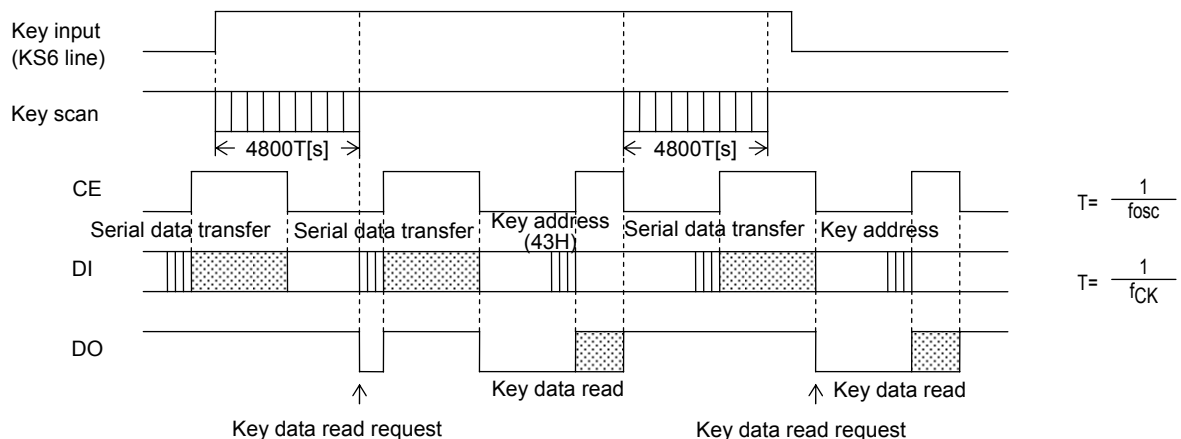 Key input
(KS6 line)
Key scan
4800T[s] 4800T[s]
CE
T= 1
fosc
Serial data transfer Serial data transfer Key address Serial data transfer Key address
(43H)
DI
T= 1
fCK
DO
Key data read Key data read
Key data read request Key data read request